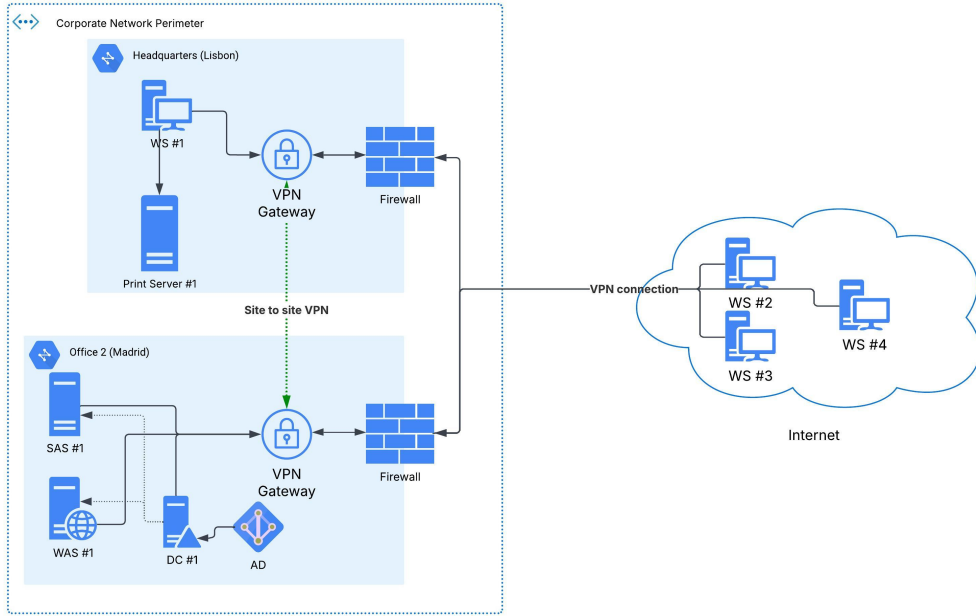 Corporate Network Perimeter
Headquarters (Lisbon)
WS #1
VPN
Gateway
Firewall
Print Server #1
Site to site VPN
VPN connection
WS #2
WS #3
WS #4
Internet
Office 2 (Madrid)
SAS #1
VPN
Gateway
Firewall
WAS #1
DC #1
AD